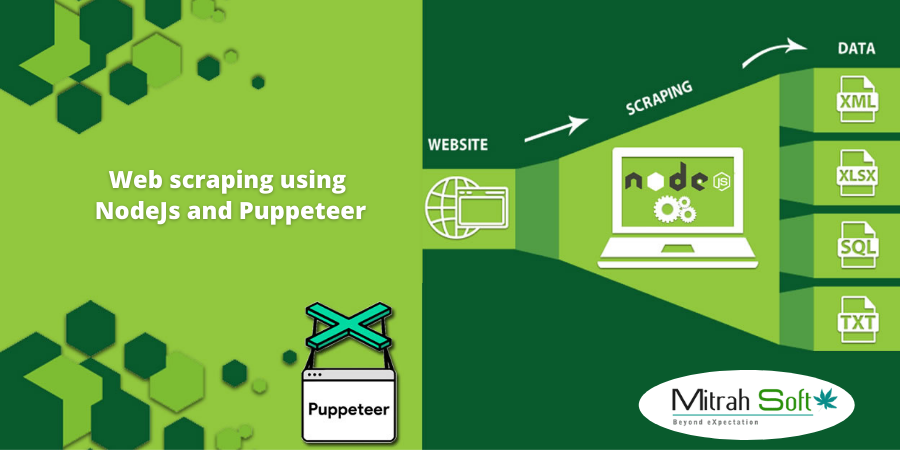 Web scraping using
NodeJs and Puppeteer
Puppeteer
WEBSITE
SCRAPING
DATA
node
JS
XML
XLSX
SQL
TXT
Mitrah Soft
Beyond eXpectation